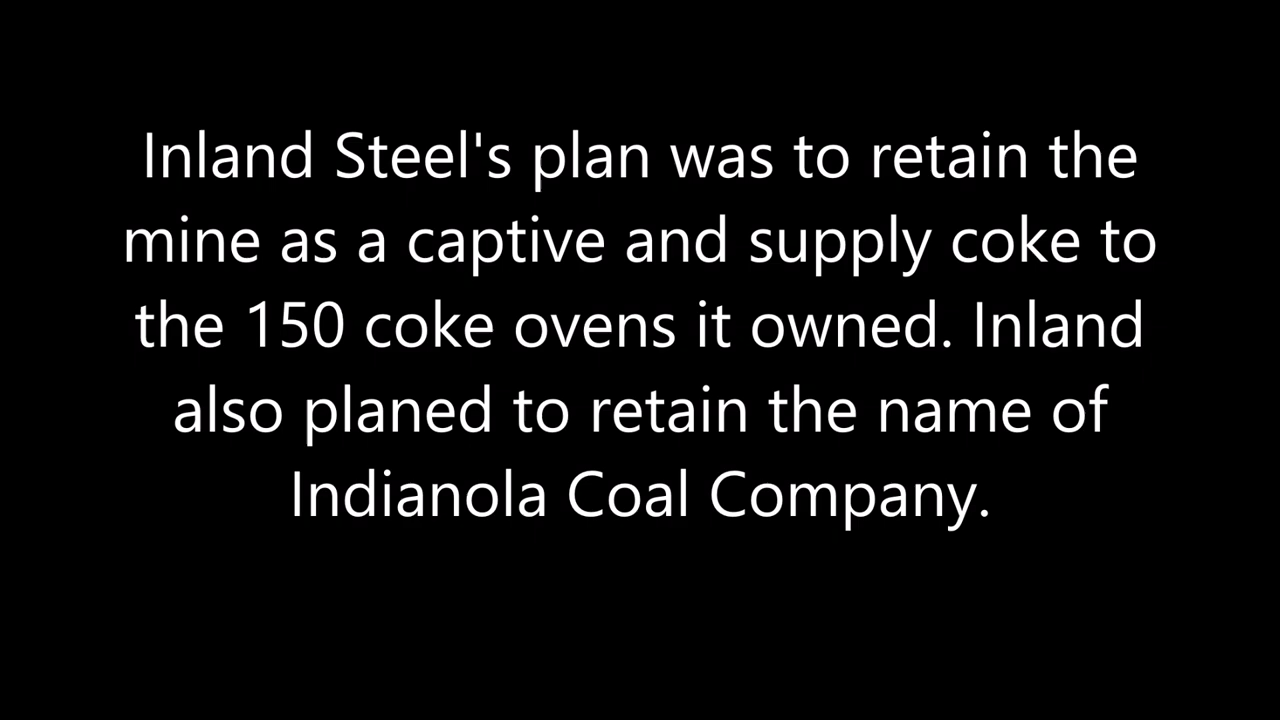 Inland Steel's plan was to retain the
mine as a captive and supply coke to
the 150 coke ovens it owned. Inland
also planed to retain the name of
Indianola Coal Company.